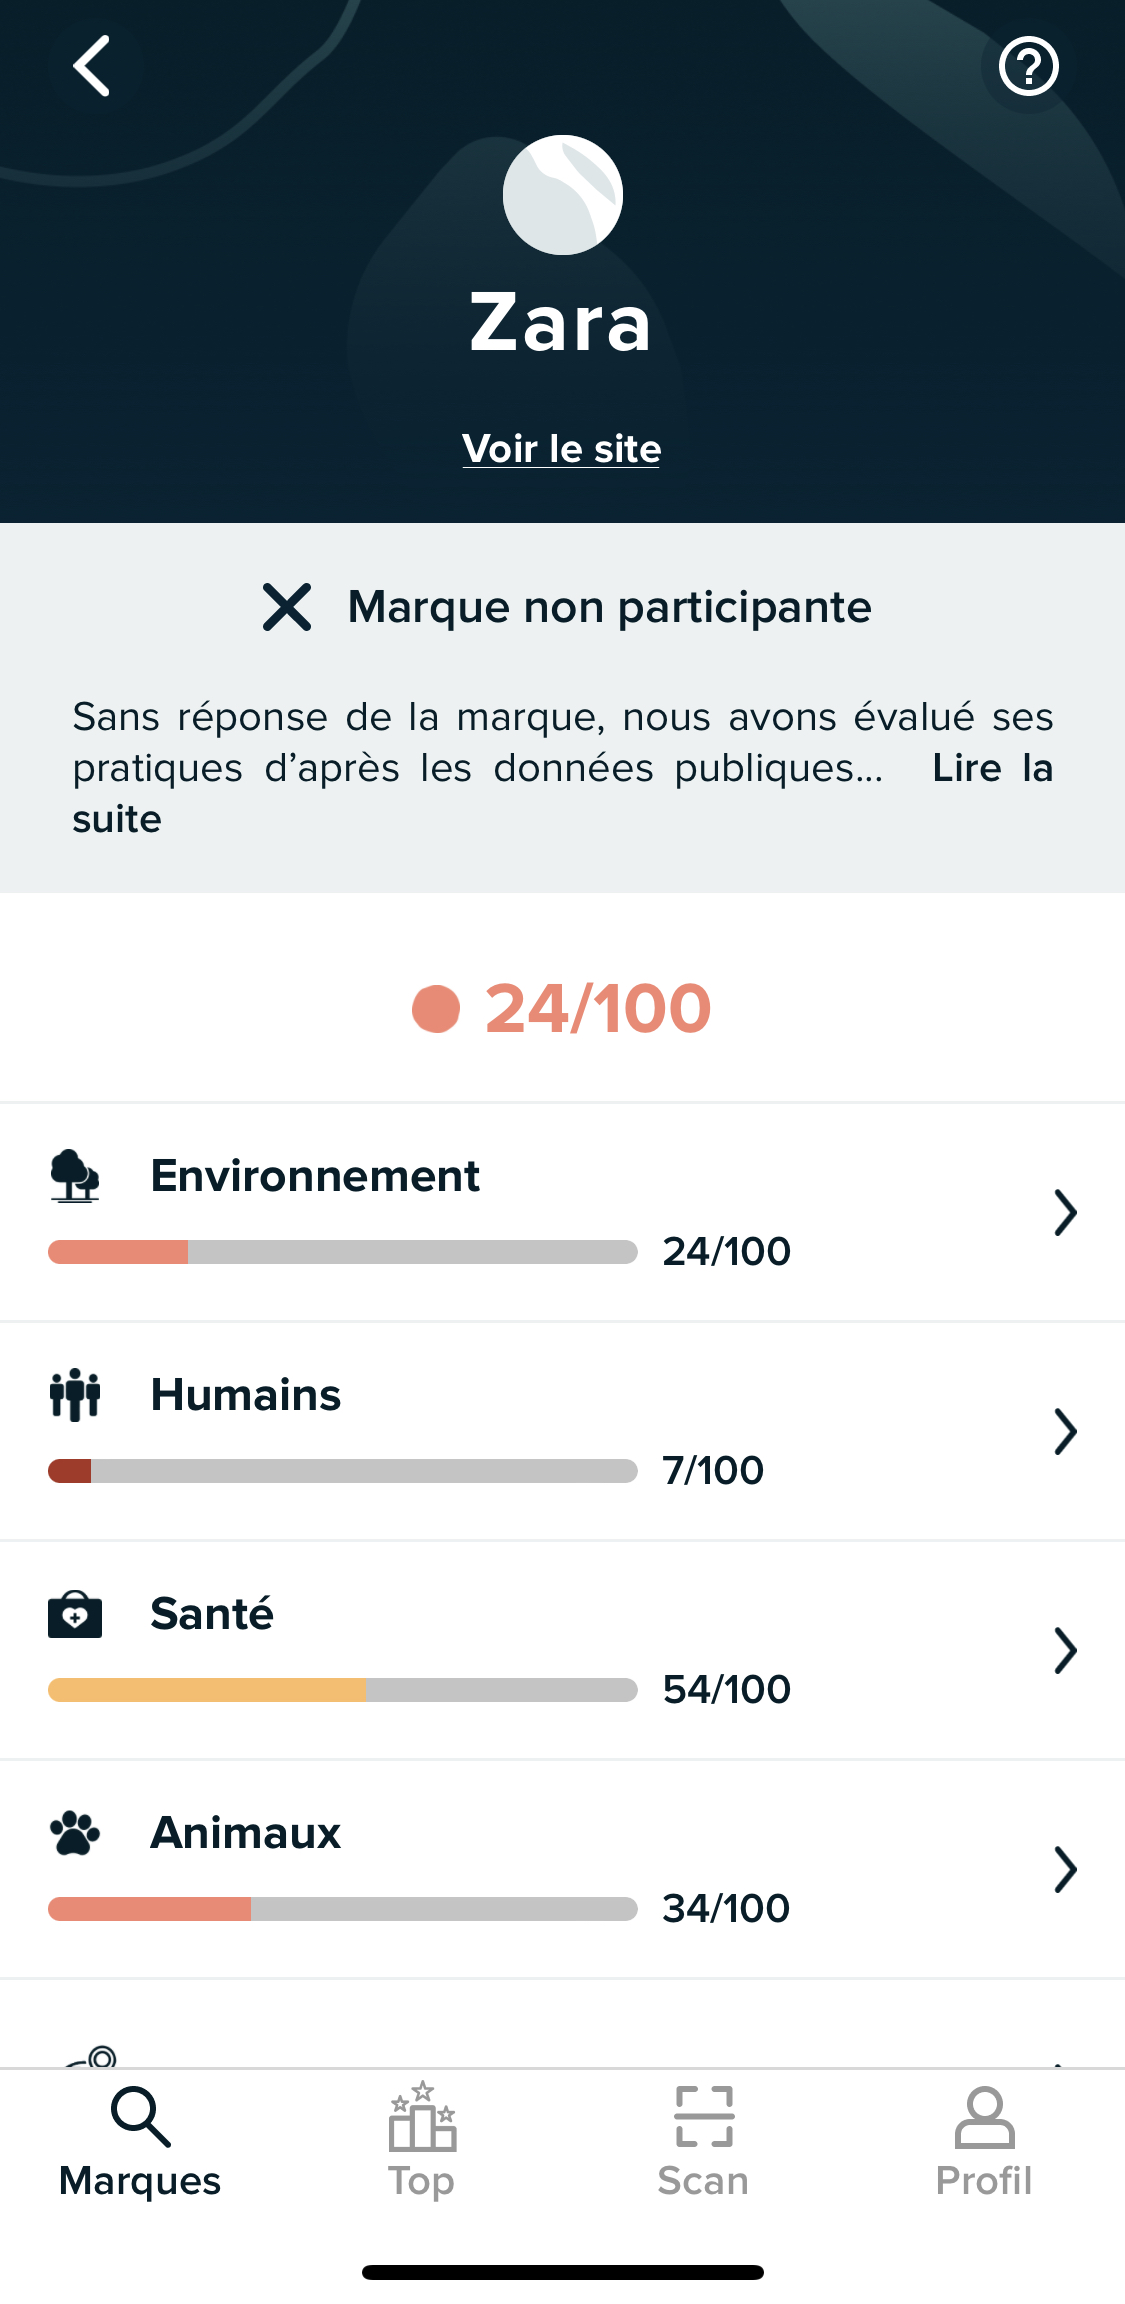 Zara
Voir le site
Marque non participante
Sans réponse de la marque, nous avons évalué ses
pratiques d’après les données publiques... Lire la
suite
24/100
Environnement
24/100
Humains
7/100
Santé
54/100
Animaux
34/100
Marques
Top
Scan
Profil